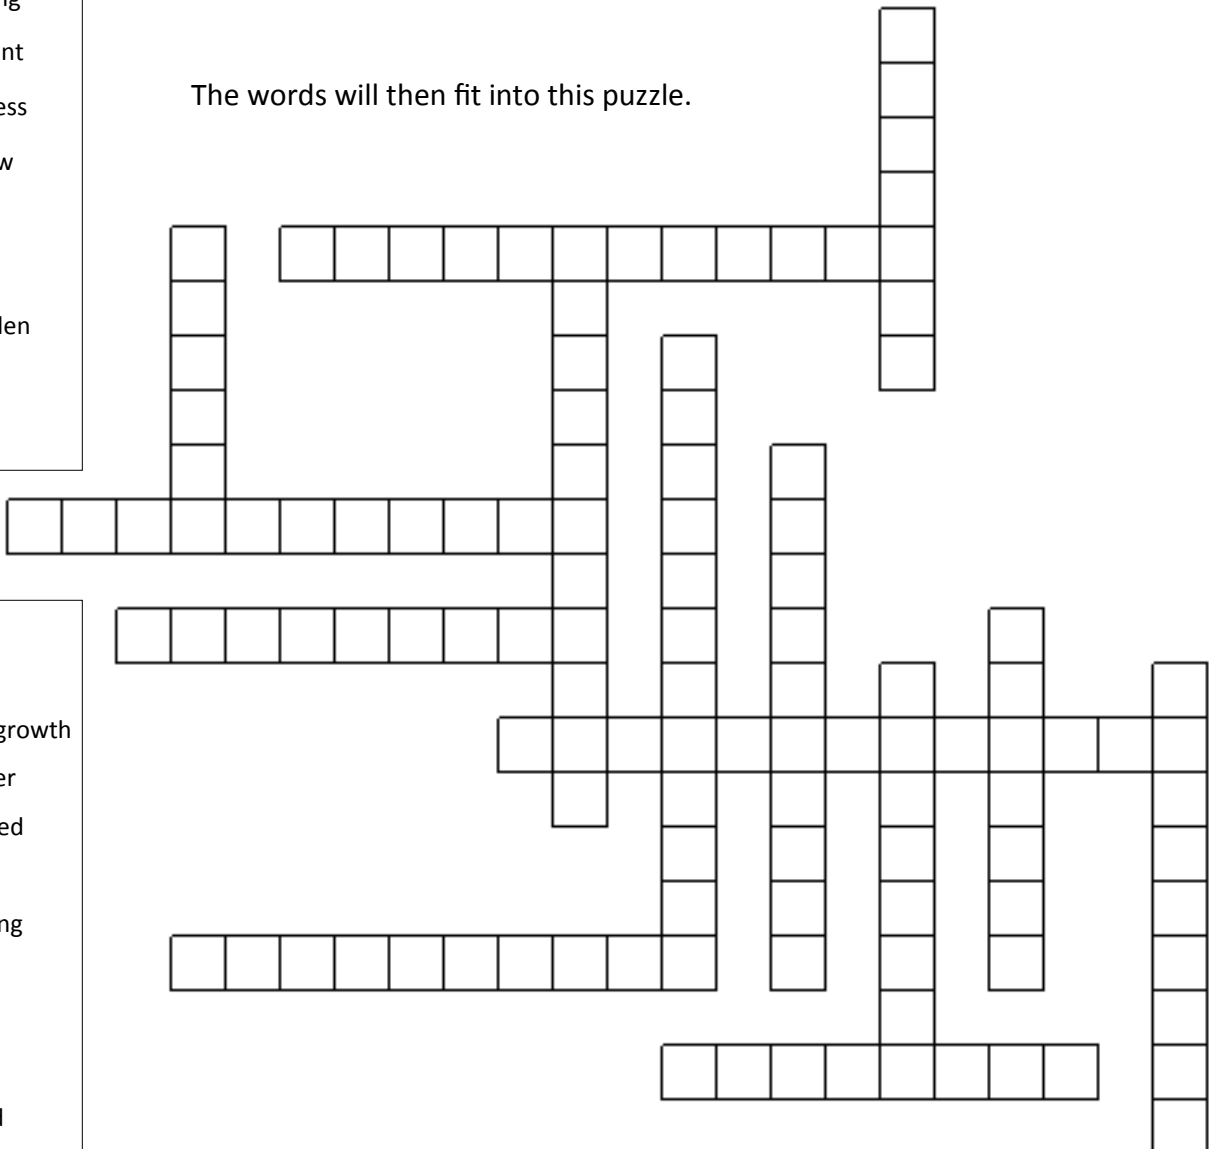 ng
nt
The words will then fit into this puzzle.
ess
w
len
growth
er
ed
ng